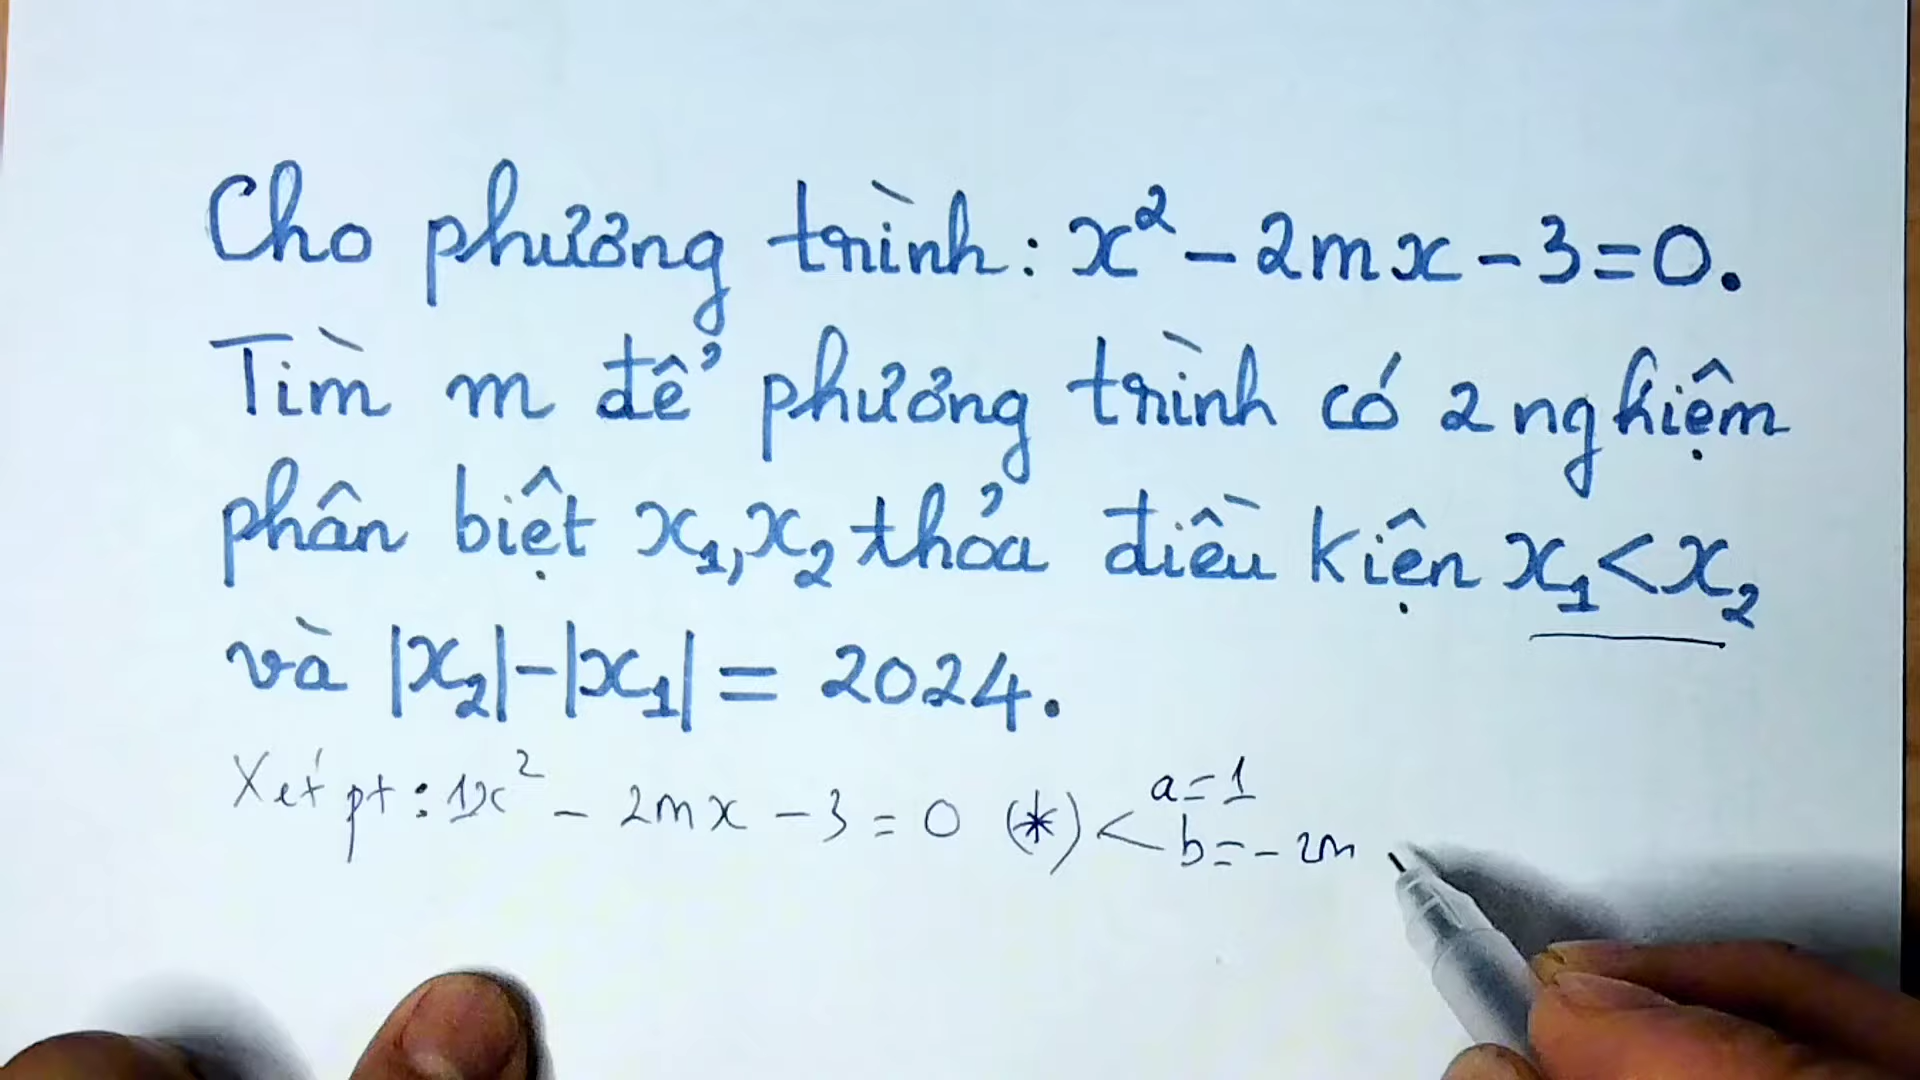 Cho phương trình: x² - 2mx - 3 = 0.
Tìm m để phương trình có 2 nghiệm
phân biệt x₁, x₂ thỏa điều kiện x₁ < x₂
và |x₂| - |x₁| = 2024.
Xét pt: 1x² - 2mx - 3 = 0 (*) < a = 1
b = - 2m